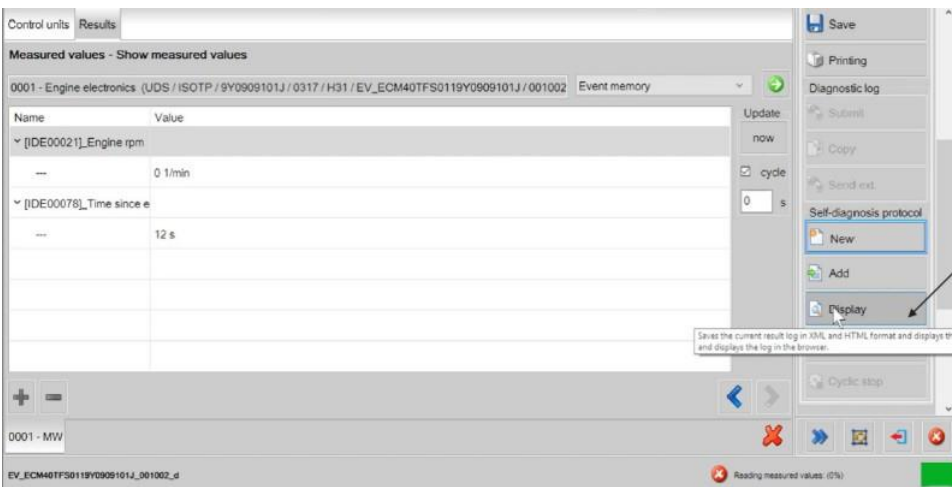 Control units Results
Measured values - Show measured values
0001 - Engine electronics (UDS / ISOTP / 9Y0909101J / 0317 / H31 / EV_ECM40TFS0119Y0909101J / 001002 Event memory
Name Value
[IDE00021]_Engine rpm
--- 0 1/min
[IDE00078]_Time since e
--- 12 s
Update
now
cycle
0 s
0001 - MW
EV_ECM40TFS0119Y0909101J_001002_d
Reading measured values: (0%)
Save
Printing
Diagnostic log
Submit
Copy
Send ext.
Self-diagnosis protocol
New
Add
Display
Saves the current result log in XML and HTML format and displays th
and displays the log in the browser.
Cyclic stop